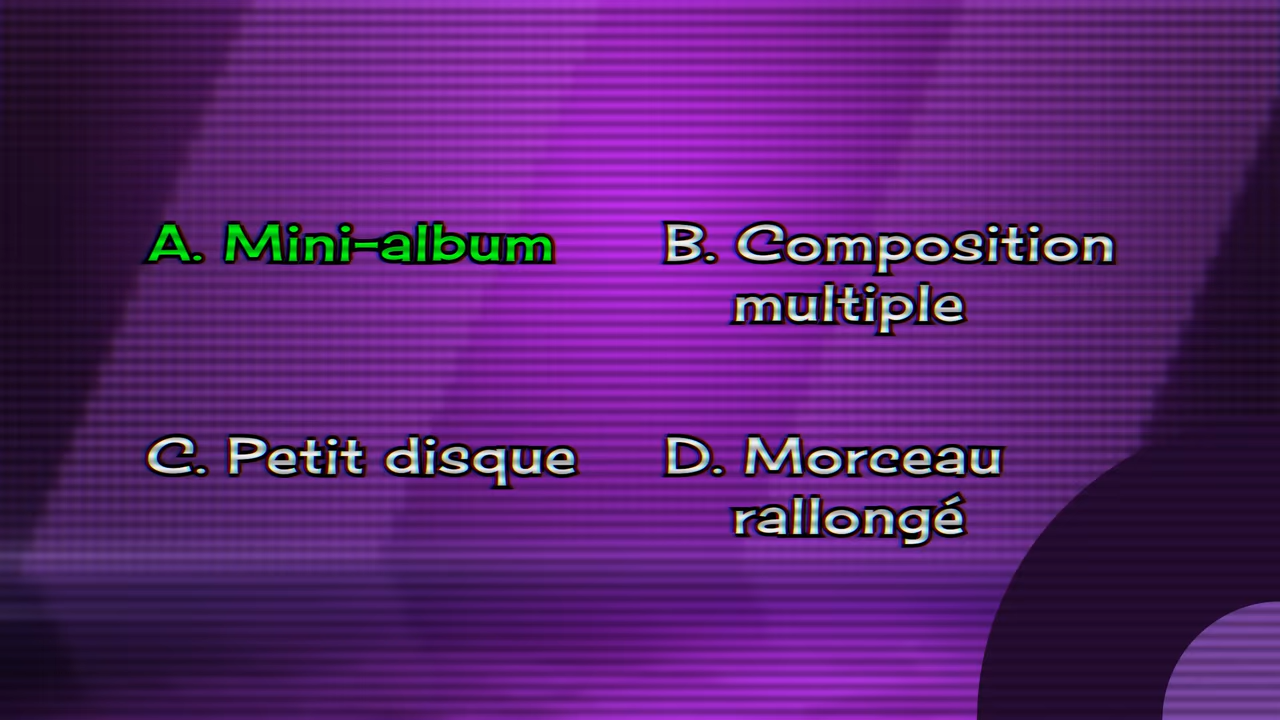 A. Mini-album
B. Composition
multiple
C. Petit disque
D. Morceau
rallongé